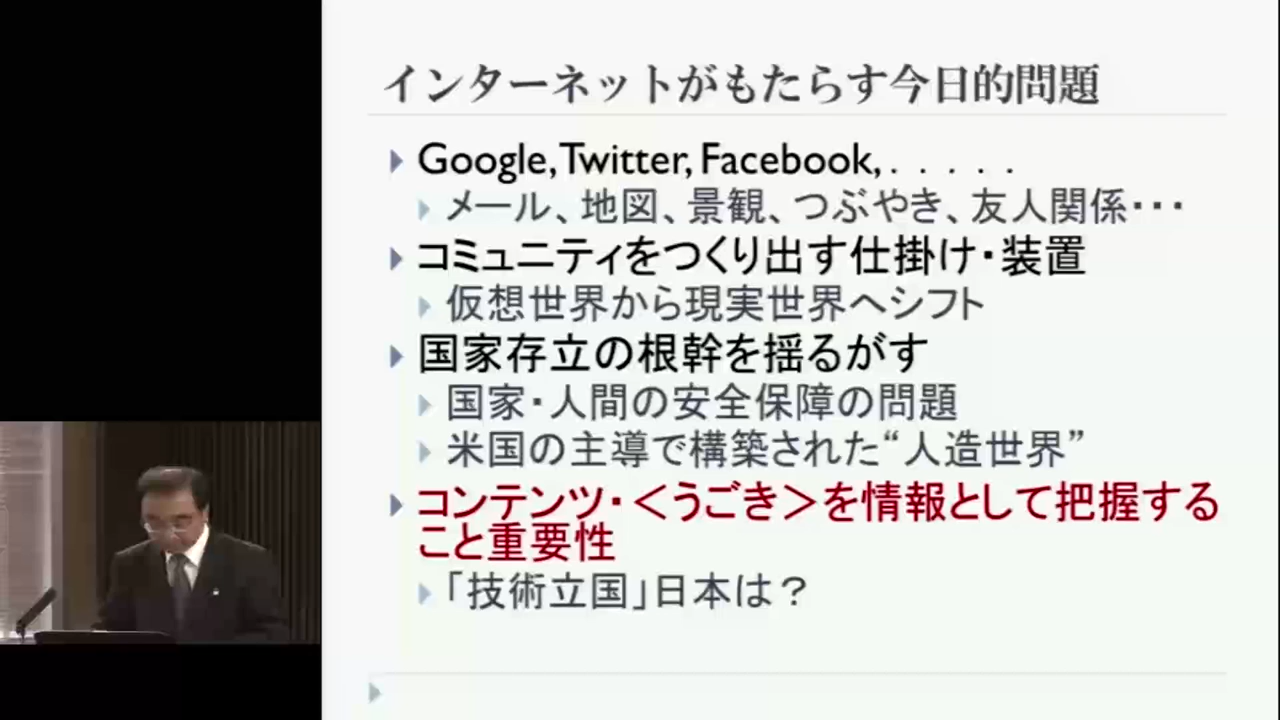 インターネットがもたらす今日的問題
Google, Twitter, Facebook, . . . . .
メール、地図、景観、つぶやき、友人関係・・・
コミュニティをつくり出す仕掛け・装置
仮想世界から現実世界へシフト
国家存立の根幹を揺るがす
国家・人間の安全保障の問題
米国の主導で構築された“人造世界”
コンテンツ・＜うごき＞を情報として把握する
こと重要性
「技術立国」日本は？